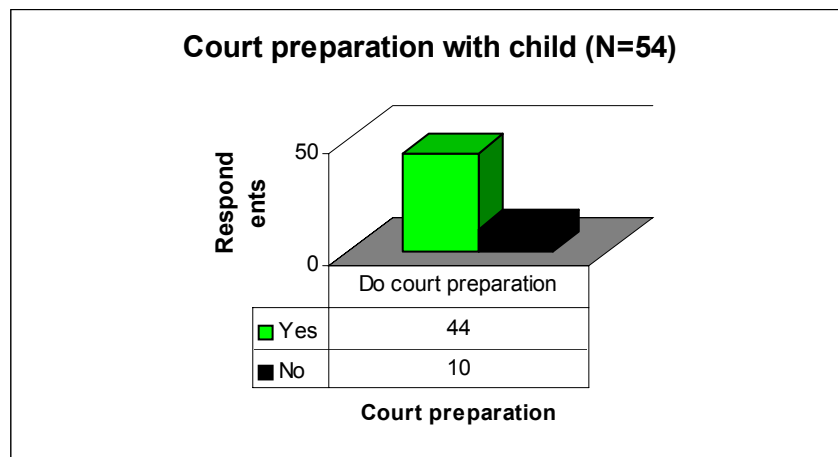 Court preparation with child (N=54)
Respond
ents
50
0
Do court preparation
Yes 44
No 10
Court preparation